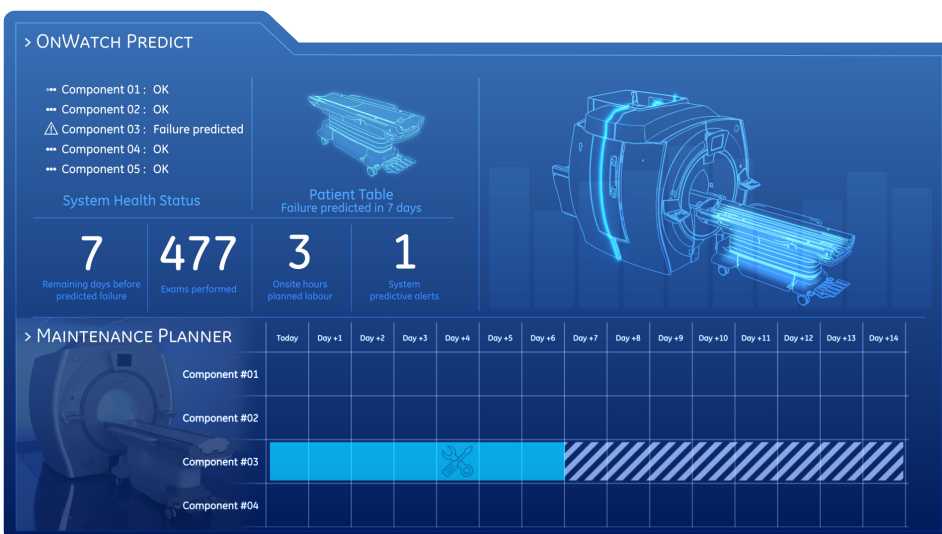 > OnWatch Predict
Component 01 : OK
Component 02 : OK
Component 03 : Failure predicted
Component 04 : OK
Component 05 : OK
System Health Status
Patient Table
Failure predicted in 7 days
7
Remaining days before
predicted failure
477
Exams performed
3
Onsite hours
planned labour
1
System
predictive alerts
> Maintenance Planner
Today Day +1 Day +2 Day +3 Day +4 Day +5 Day +6 Day +7 Day +8 Day +9 Day +10 Day +11 Day +12 Day +13 Day +14
Component #01
Component #02
Component #03
Component #04